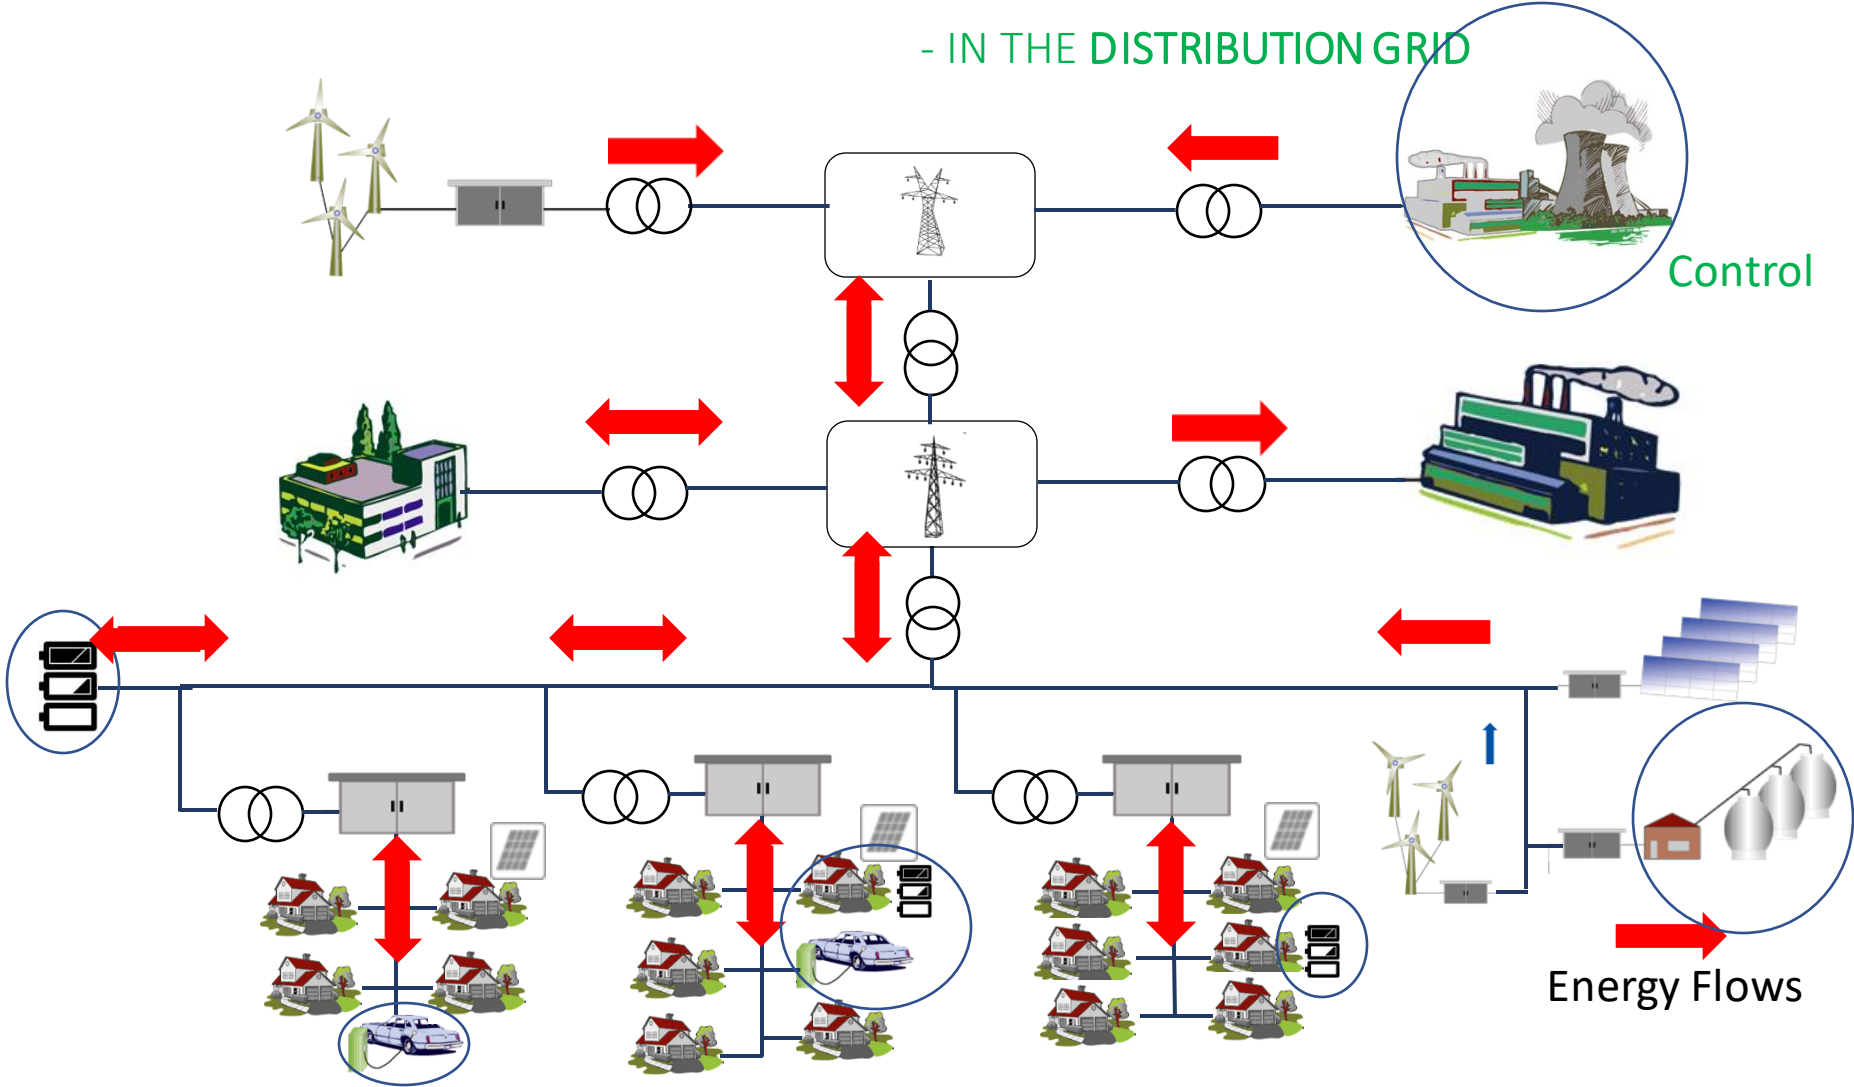 - IN THE DISTRIBUTION GRID
Control
Energy Flows